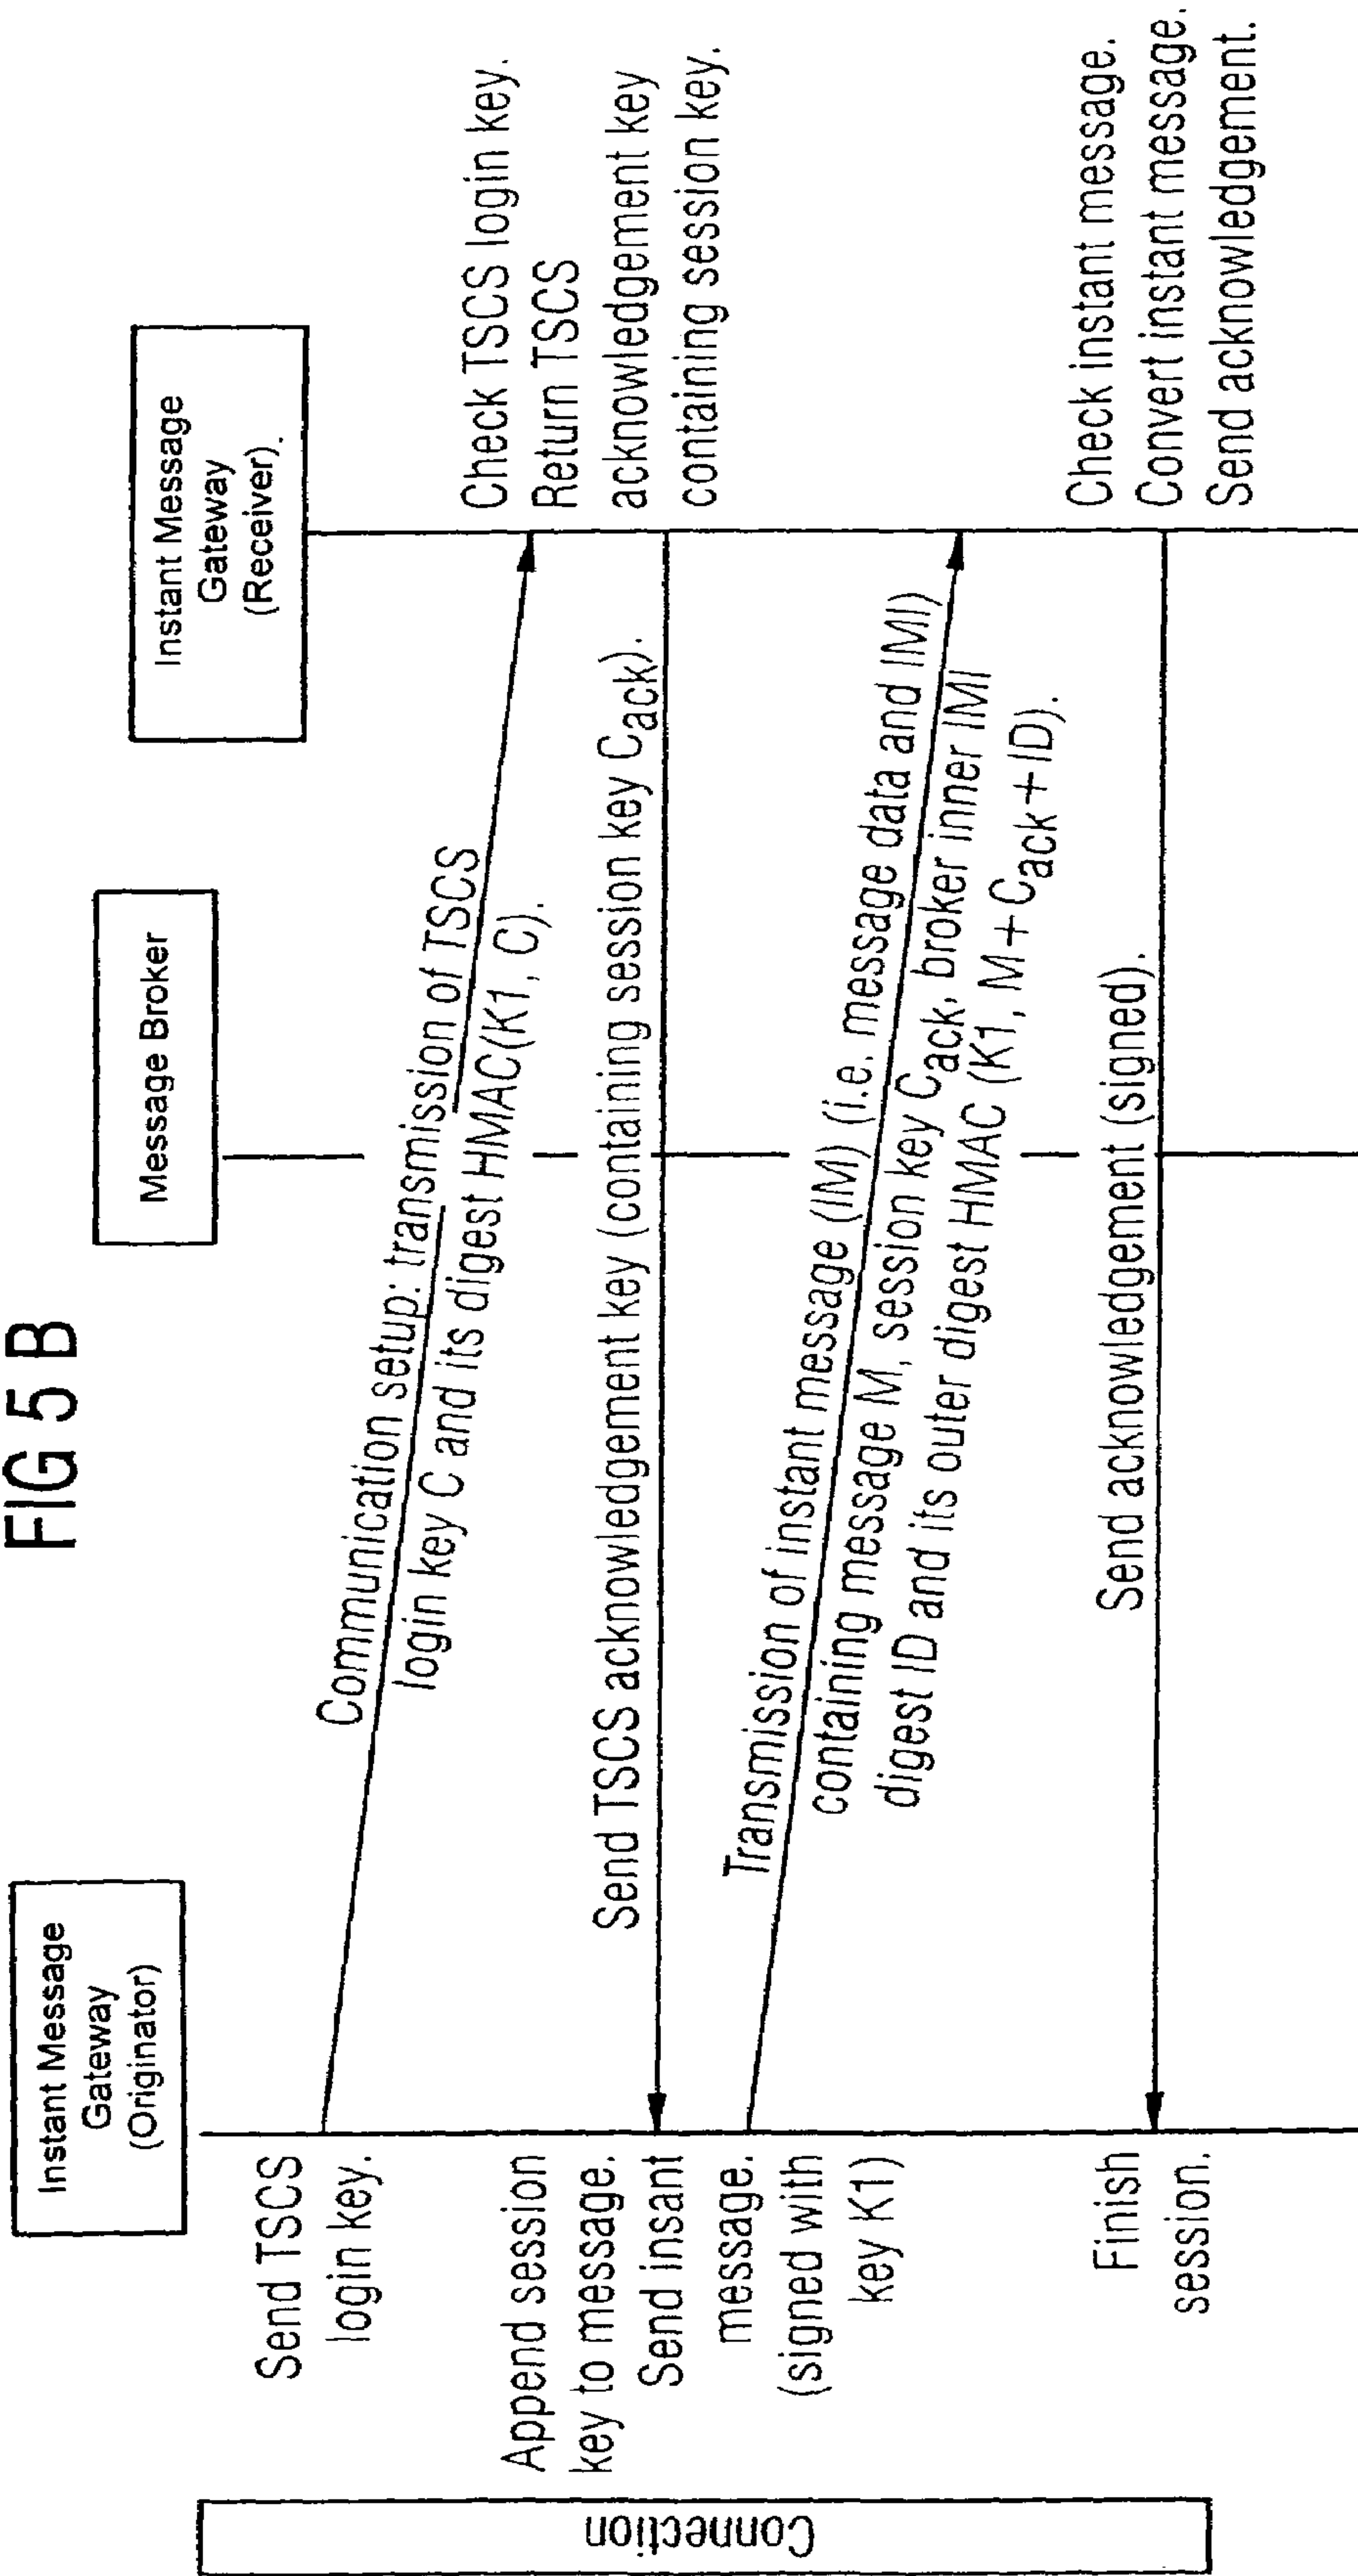 FIG 5 B
Instant Message
Gateway
(Originator)
Message Broker
Instant Message
Gateway
(Receiver).
Connection
Send TSCS
login key.
Communication setup: transmission of TSCS
login key C and its digest HMAC(K1, C).
Check TSCS login key.
Return TSCS
acknowledgement key
containing session key.
Send TSCS acknowledgement key (containing session key Cack).
Append session
key to message.
Send insant
message.
(signed with
key K1)
Transmission of instant message (IM) (i.e. message data and IMI)
containing message M, session key Cack, broker inner IMI
digest ID and its outer digest HMAC (K1, M+Cack+ID).
Check instant message.
Convert instant message.
Send acknowledgement.
Send acknowledgement (signed).
Finish
session.